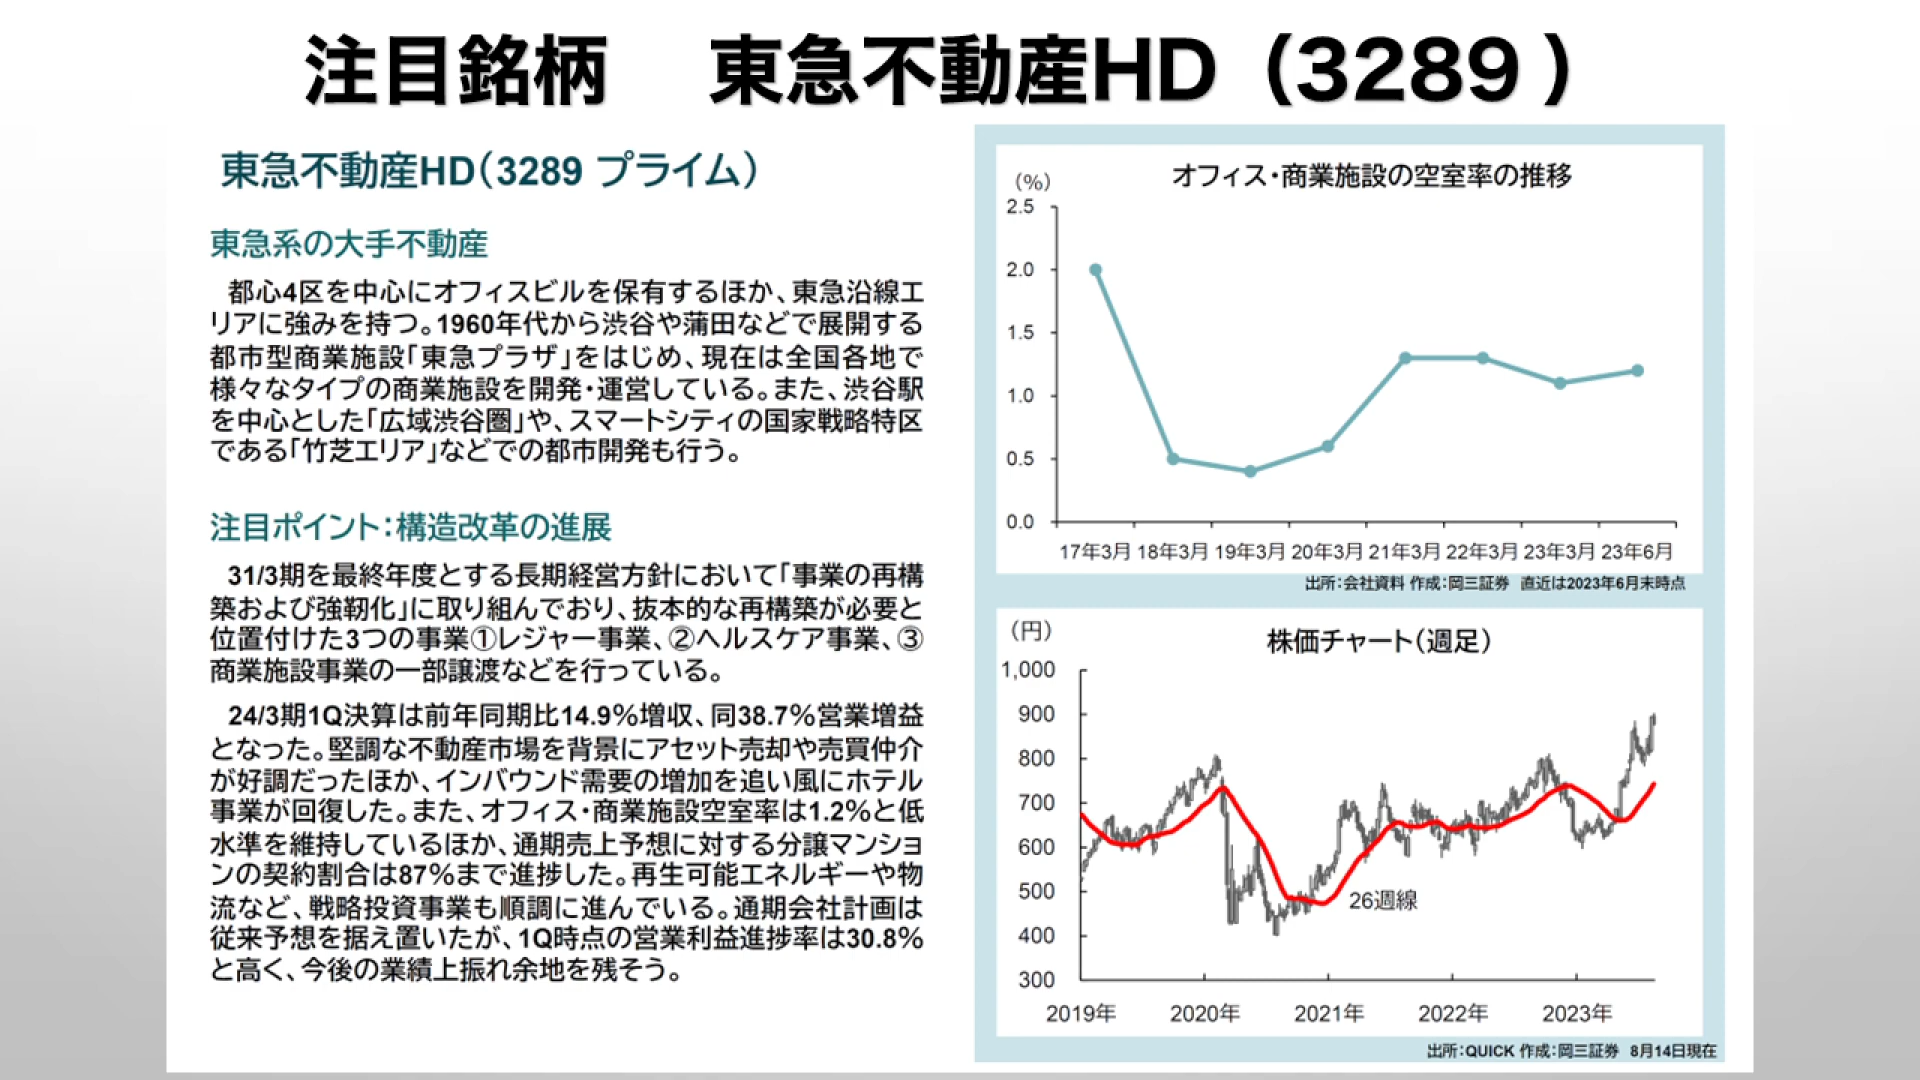 注目銘柄　東急不動産HD（3289）
東急不動産HD（3289 プライム）
東急系の大手不動産
都心4区を中心にオフィスビルを保有するほか、東急沿線エ
リアに強みを持つ。1960年代から渋谷や蒲田などで展開する
都市型商業施設「東急プラザ」をはじめ、現在は全国各地で
様々なタイプの商業施設を開発・運営している。また、渋谷駅
を中心とした「広域渋谷圏」や、スマートシティの国家戦略特区
である「竹芝エリア」などでの都市開発も行う。
注目ポイント：構造改革の進展
31/3期を最終年度とする長期経営方針において「事業の再構
築および強靭化」に取り組んでおり、抜本的な再構築が必要と
位置付けた3つの事業①レジャー事業、②ヘルスケア事業、③
商業施設事業の一部譲渡などを行っている。
24/3期1Q決算は前年同期比14.9％増収、同38.7％営業増益
となった。堅調な不動産市場を背景にアセット売却や売買仲介
が好調だったほか、インバウンド需要の増加を追い風にホテル
事業が回復した。また、オフィス・商業施設空室率は1.2％と低
水準を維持しているほか、通期売上予想に対する分譲マンショ
ンの契約割合は87％まで進捗した。再生可能エネルギーや物
流など、戦略投資事業も順調に進んでいる。通期会社計画は
従来予想を据え置いたが、1Q時点の営業利益進捗率は30.8％
と高く、今後の業績上振れ余地を残そう。
オフィス・商業施設の空室率の推移
（%）
2.5
2.0
1.5
1.0
0.5
0.0
17年3月 18年3月 19年3月 20年3月 21年3月 22年3月 23年3月 23年6月
出所：会社資料 作成：岡三証券　直近は2023年6月末時点
株価チャート（週足）
（円）
1,000
900
800
700
600
500
400
300
26週線
2019年 2020年 2021年 2022年 2023年
出所：QUICK 作成：岡三証券　8月14日現在